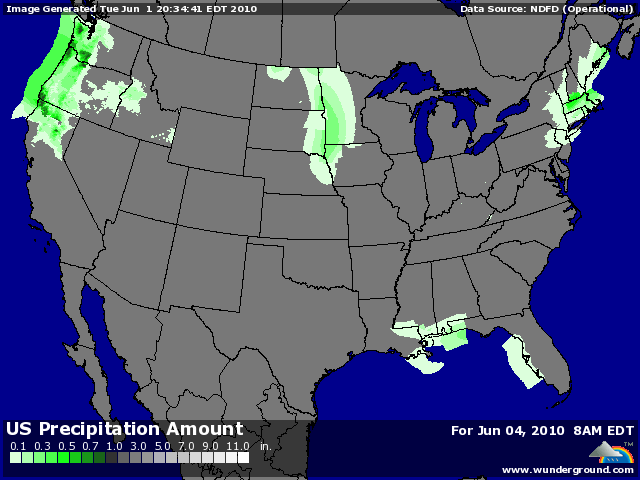 Image Generated Tue Jun 1 20:34:41 EDT 2010 Data Source: NDFD (Operational)
US Precipitation Amount
For Jun 04, 2010 8AM EDT
0.1 0.3 0.5 0.7 1.0 3.0 5.0 7.0 9.0 11.0 in.
TM
www.wunderground.com